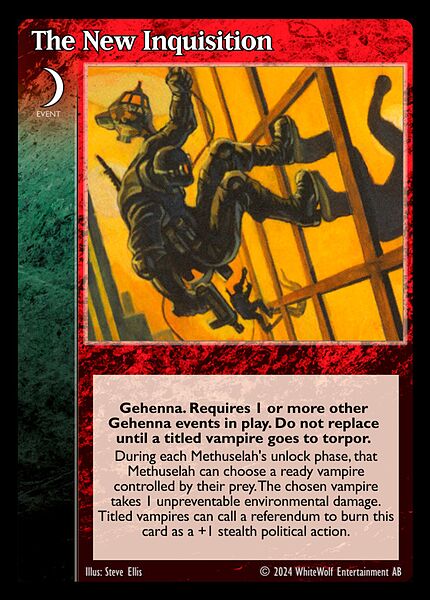 The New Inquisition
EVENT
Gehenna. Requires 1 or more other
Gehenna events in play. Do not replace
until a titled vampire goes to torpor.
During each Methuselah's unlock phase, that
Methuselah can choose a ready vampire
controlled by their prey. The chosen vampire
takes 1 unpreventable environmental damage.
Titled vampires can call a referendum to burn this
card as a +1 stealth political action.
Illus: Steve Ellis
© 2024 WhiteWolf Entertainment AB